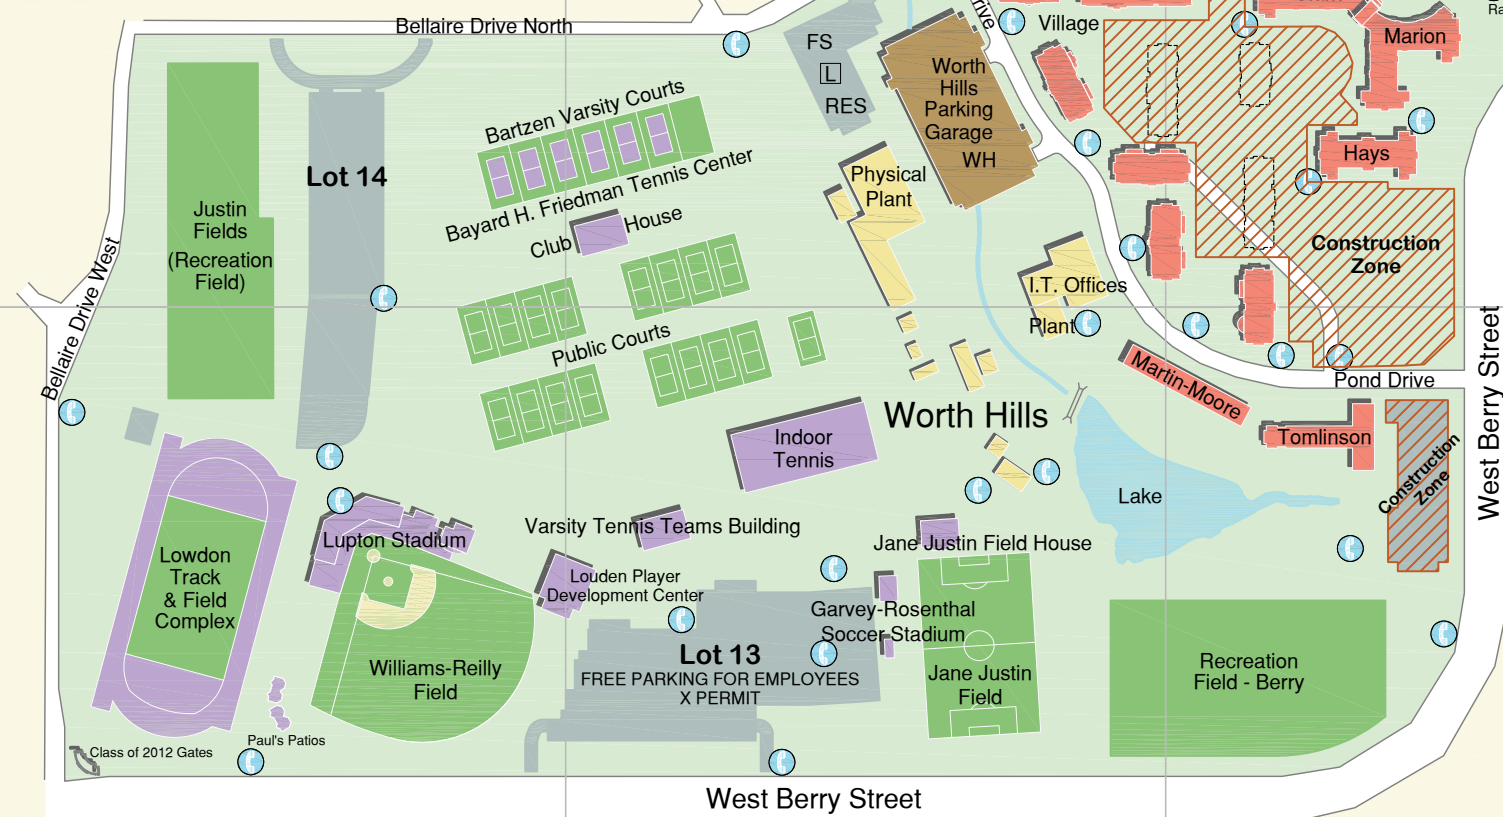 Bellaire Drive North
FS
L
RES
Worth
Hills
Parking
Garage
WH
Village
Marion
Hays
Bartzen Varsity Courts
Bayard H. Friedman Tennis Center
Club House
Lot 14
Justin
Fields
(Recreation
Field)
Physical
Plant
Construction
Zone
I.T. Offices
Plant
Bellaire Drive West
Public Courts
West Berry Street
Pond Drive
Martin-Moore
Tomlinson
Construction
Zone
Worth Hills
Indoor
Tennis
Lake
Varsity Tennis Teams Building
Jane Justin Field House
Lupton Stadium
Lowdon
Track
& Field
Complex
Louden Player
Development Center
Garvey-Rosenthal
Soccer Stadium
Lot 13
FREE PARKING FOR EMPLOYEES
X PERMIT
Williams-Reilly
Field
Jane Justin
Field
Recreation
Field - Berry
Paul's Patios
Class of 2012 Gates
West Berry Street